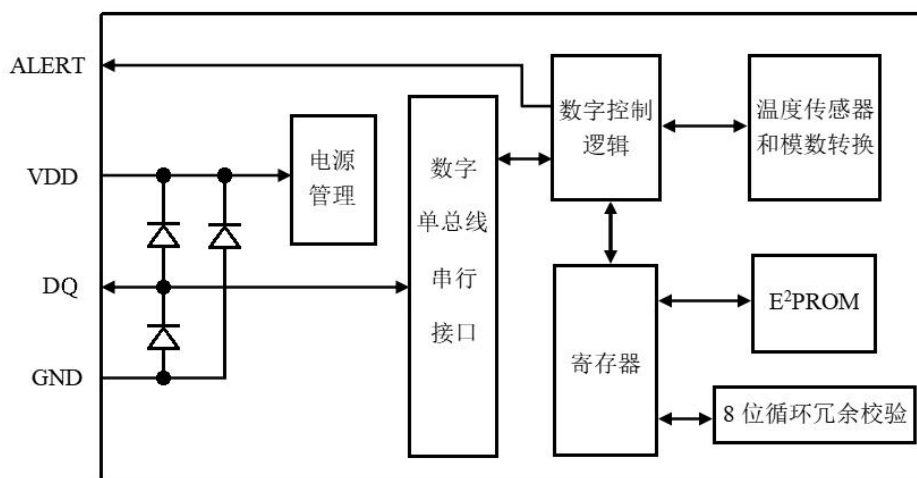 ALERT
VDD
DQ
GND
电源
管理
数字
单总线
串行
接口
数字控制
逻辑
温度传感器
和模数转换
寄存器
E²PROM
8 位循环冗余校验